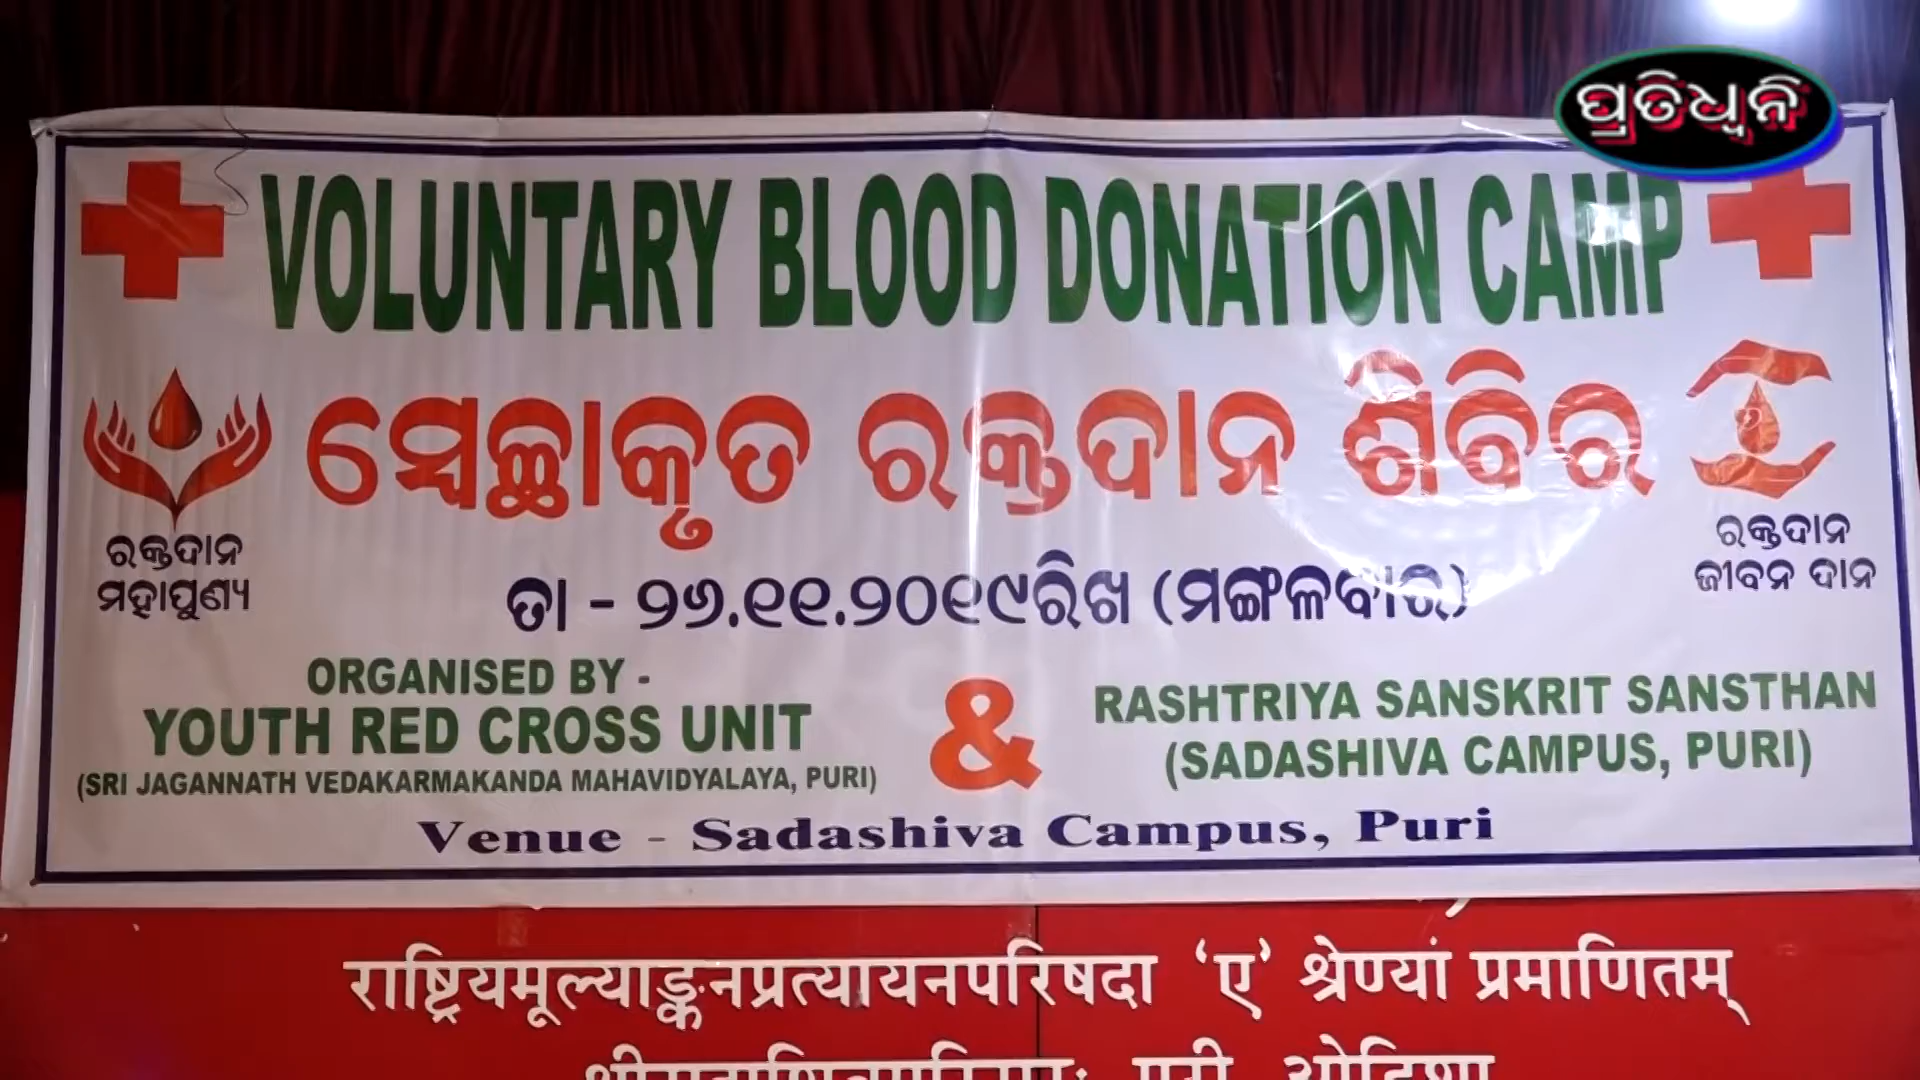 ପ୍ରତିଧ୍ୱନି
VOLUNTARY BLOOD DONATION CAMP
ସ୍ୱେଚ୍ଛାକୃତ ରକ୍ତଦାନ ଶିବିର
ରକ୍ତଦାନ
ମହାପୁଣ୍ୟ
ରକ୍ତଦାନ
ଜୀବନ ଦାନ
ତା - ୨୬.୧୧.୨୦୧୯ରିଖ (ମଙ୍ଗଳବାର)
ORGANISED BY -
YOUTH RED CROSS UNIT
(SRI JAGANNATH VEDAKARMAKANDA MAHAVIDYALAYA, PURI)
&
RASHTRIYA SANSKRIT SANSTHAN
(SADASHIVA CAMPUS, PURI)
Venue - Sadashiva Campus, Puri
राष्ट्रियमूल्याङ्कनप्रत्यायनपरिषदा ‘ए’ श्रेण्यां प्रमाणितम्